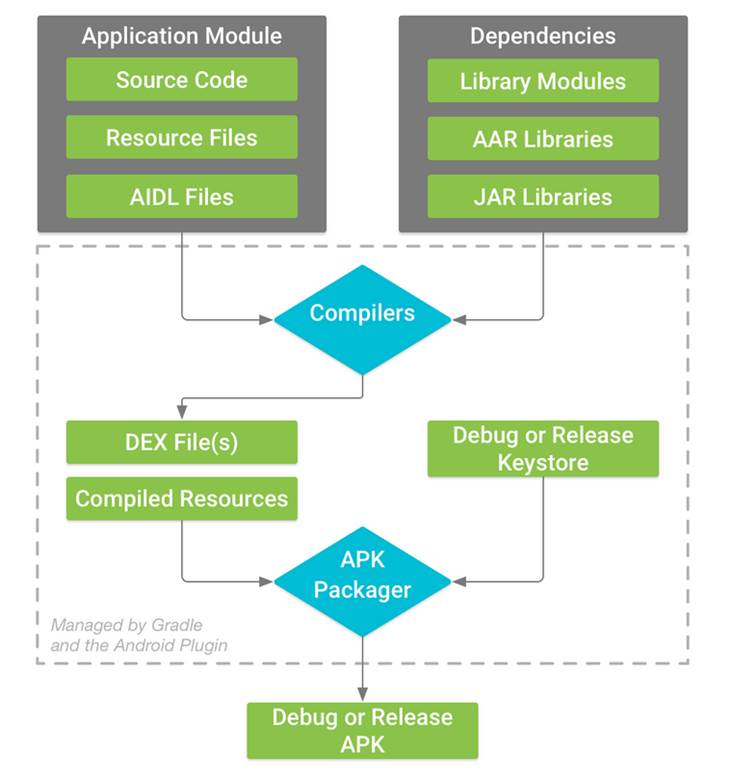 Application Module
Source Code
Resource Files
AIDL Files
Dependencies
Library Modules
AAR Libraries
JAR Libraries
Compilers
DEX File(s)
Compiled Resources
Debug or Release
Keystore
APK
Packager
Managed by Gradle
and the Android Plugin
Debug or Release
APK